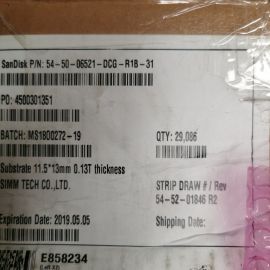 SanDisk P/N: 54-50-06521-DCG-R18-31
PO: 4500301351
BATCH: MS1800272-19
QTY: 29,086
Substrate 11.5*13mm 0.13T thickness
SIMM TECH CO.,LTD.
STRIP DRAW # / Rev
54-52-01846 R2
Expiration Date: 2019.05.05
Shipping Date:
E858234